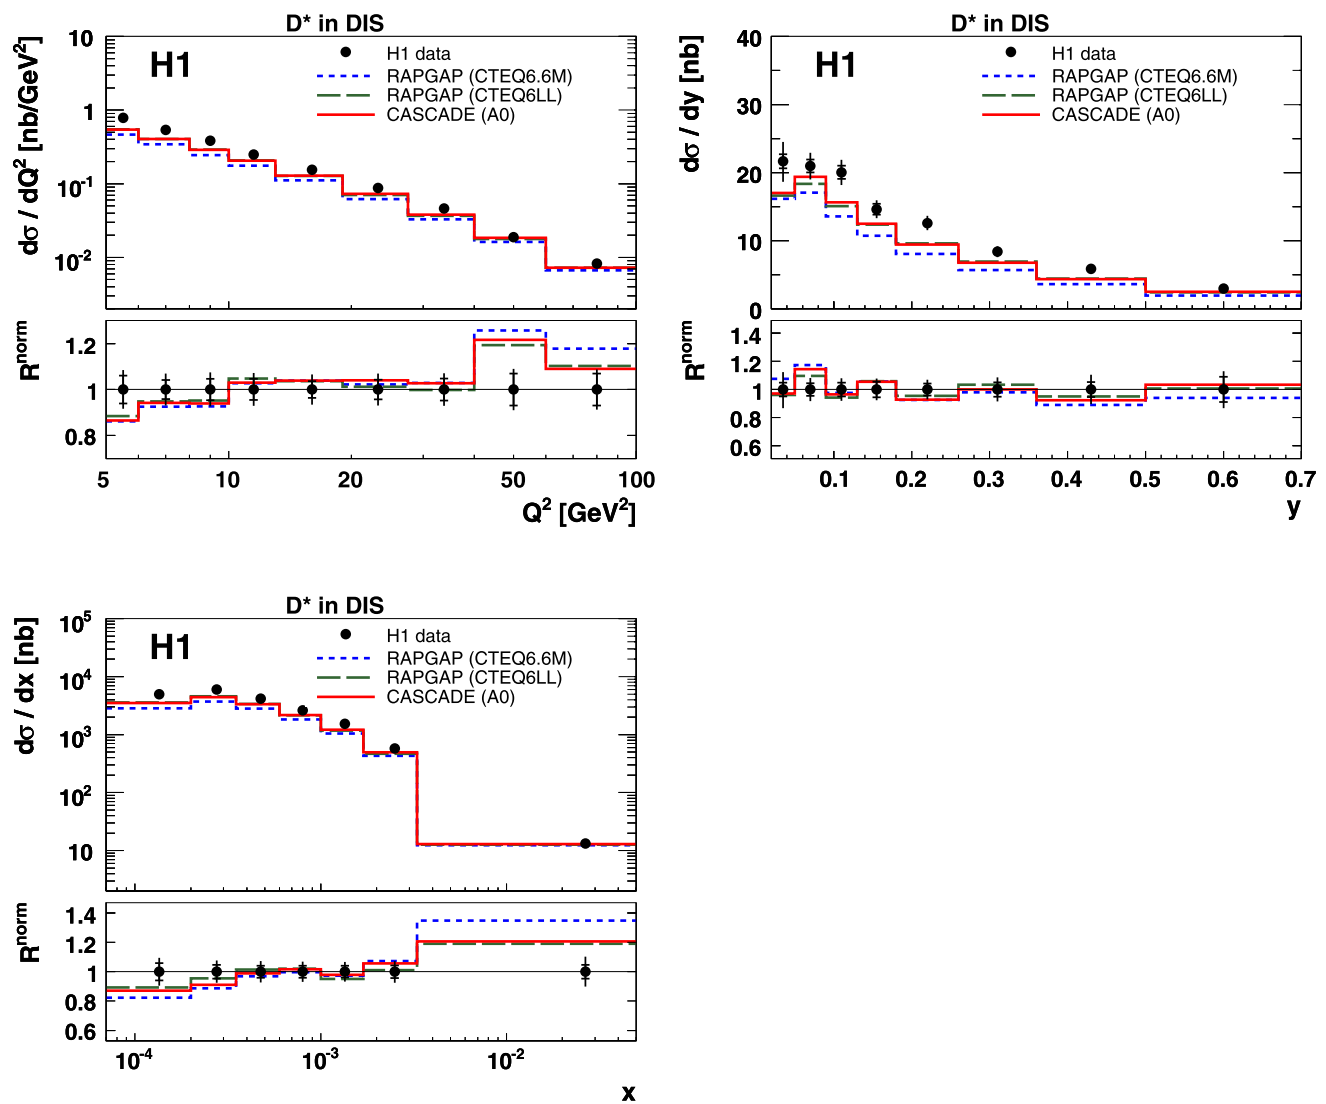 D* in DIS
H1
H1 data
RAPGAP (CTEQ6.6M)
RAPGAP (CTEQ6LL)
CASCADE (A0)
dσ / dQ² [nb/GeV²]
10
1
10⁻¹
10⁻²
R^norm
1.2
1
0.8
5 10 20 50 100
Q² [GeV²]
D* in DIS
H1
H1 data
RAPGAP (CTEQ6.6M)
RAPGAP (CTEQ6LL)
CASCADE (A0)
dσ / dy [nb]
40
30
20
10
0
R^norm
1.4
1.2
1
0.8
0.6
0.1 0.2 0.3 0.4 0.5 0.6 0.7
y
D* in DIS
H1
H1 data
RAPGAP (CTEQ6.6M)
RAPGAP (CTEQ6LL)
CASCADE (A0)
dσ / dx [nb]
10⁵
10⁴
10³
10²
10
R^norm
1.4
1.2
1
0.8
0.6
10⁻⁴ 10⁻³ 10⁻²
x